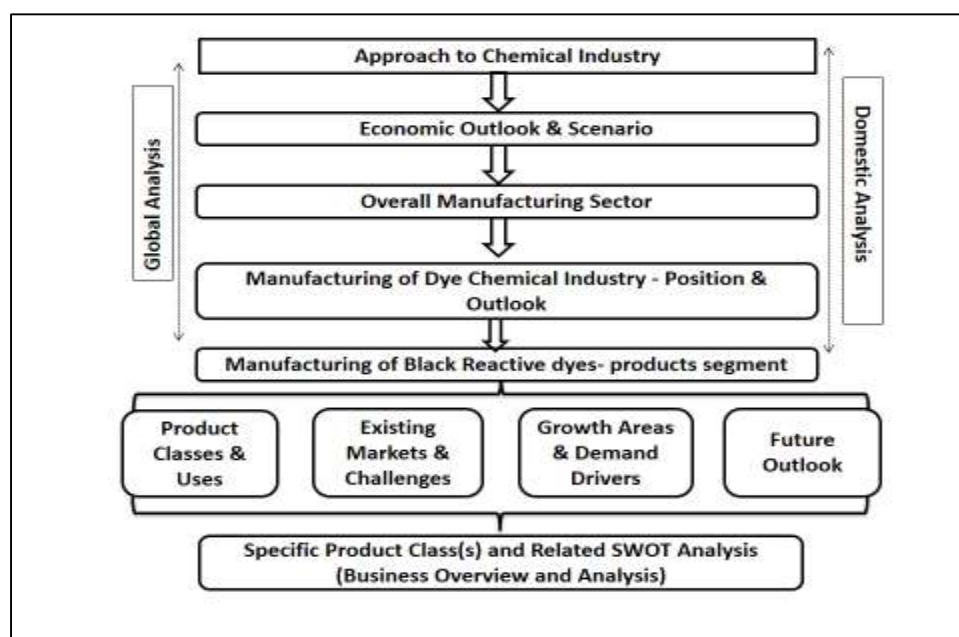 Approach to Chemical Industry
Economic Outlook & Scenario
Overall Manufacturing Sector
Manufacturing of Dye Chemical Industry - Position &
Outlook
Manufacturing of Black Reactive dyes- products segment
Global Analysis
Domestic Analysis
Product
Classes &
Uses
Existing
Markets &
Challenges
Growth Areas
& Demand
Drivers
Future
Outlook
Specific Product Class(s) and Related SWOT Analysis
(Business Overview and Analysis)